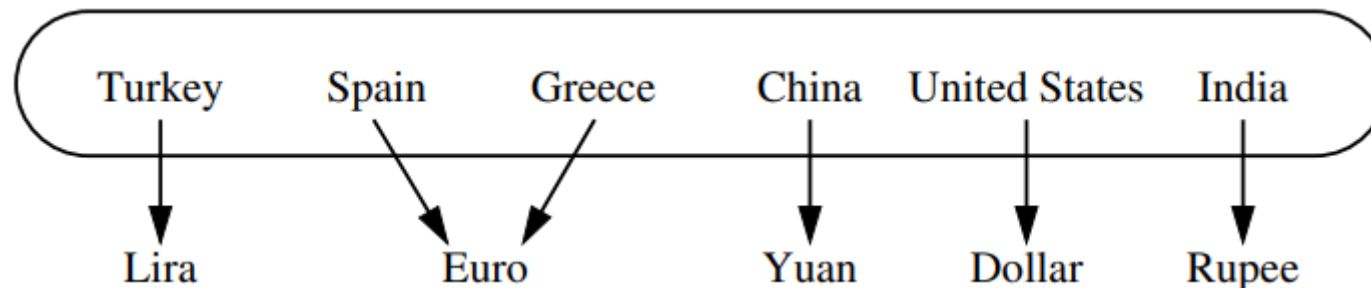 Turkey Spain Greece China United States India
Lira Euro Yuan Dollar Rupee